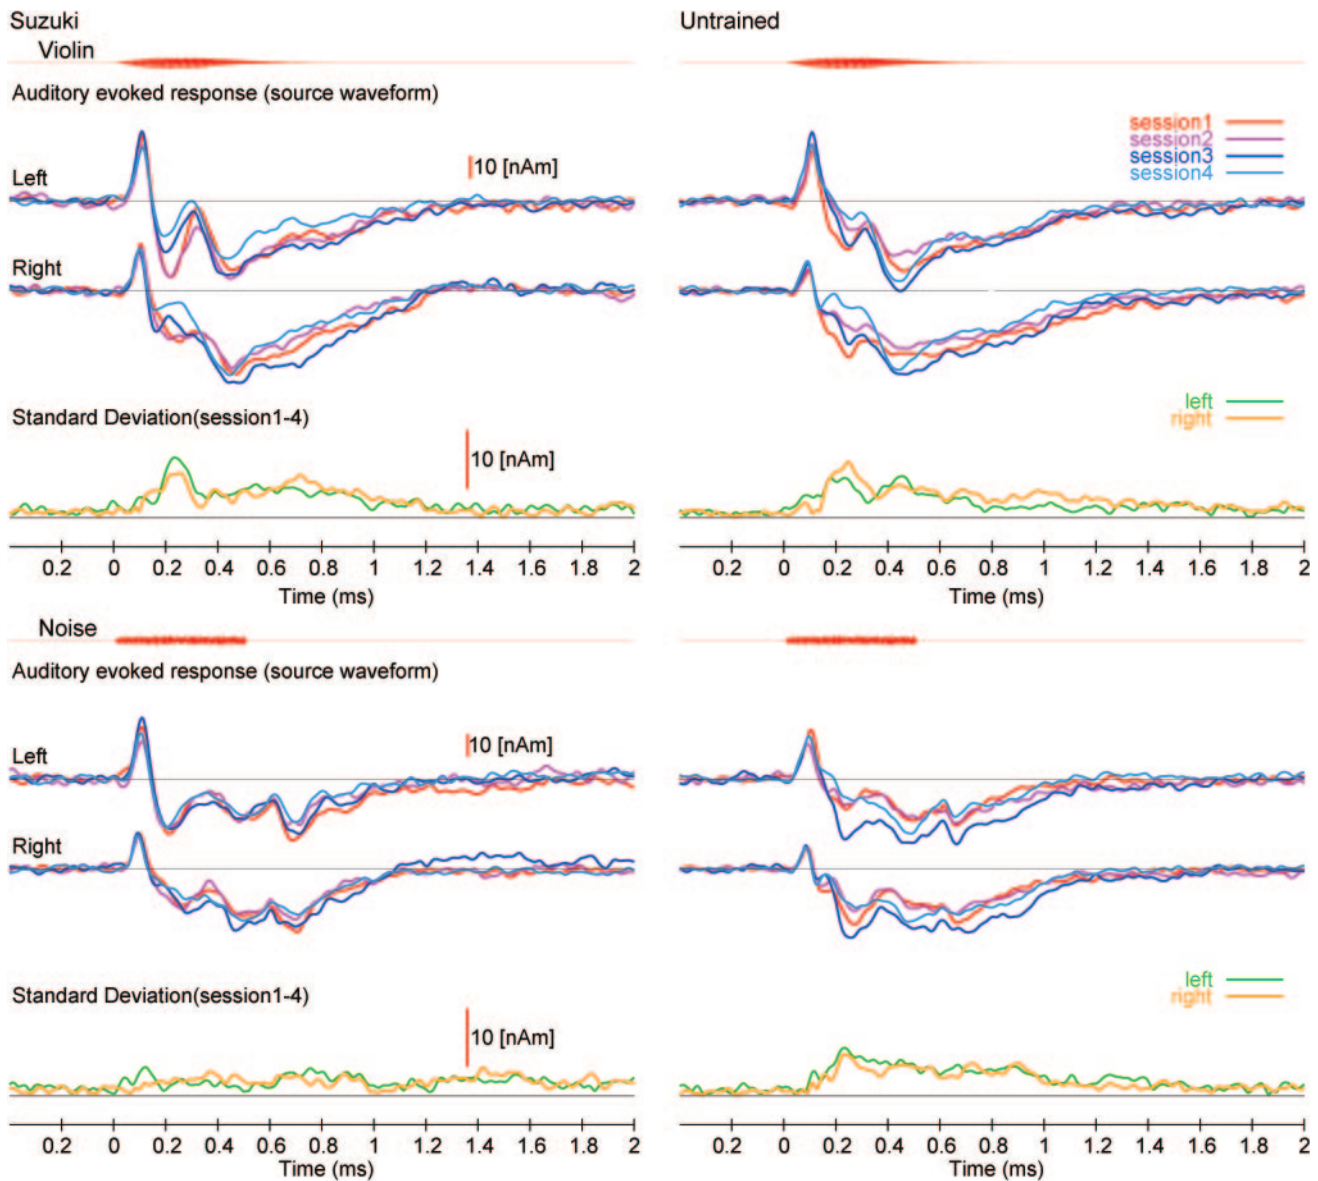 Suzuki
Untrained
Violin
Auditory evoked response (source waveform)
session1
session2
session3
session4
10 [nAm]
Left
Right
left
right
Standard Deviation(session1-4)
10 [nAm]
0.2 0 0.2 0.4 0.6 0.8 1 1.2 1.4 1.6 1.8 2
0.2 0 0.2 0.4 0.6 0.8 1 1.2 1.4 1.6 1.8 2
Time (ms)
Time (ms)
Noise
Auditory evoked response (source waveform)
10 [nAm]
Left
Right
left
right
Standard Deviation(session1-4)
10 [nAm]
0.2 0 0.2 0.4 0.6 0.8 1 1.2 1.4 1.6 1.8 2
0.2 0 0.2 0.4 0.6 0.8 1 1.2 1.4 1.6 1.8 2
Time (ms)
Time (ms)